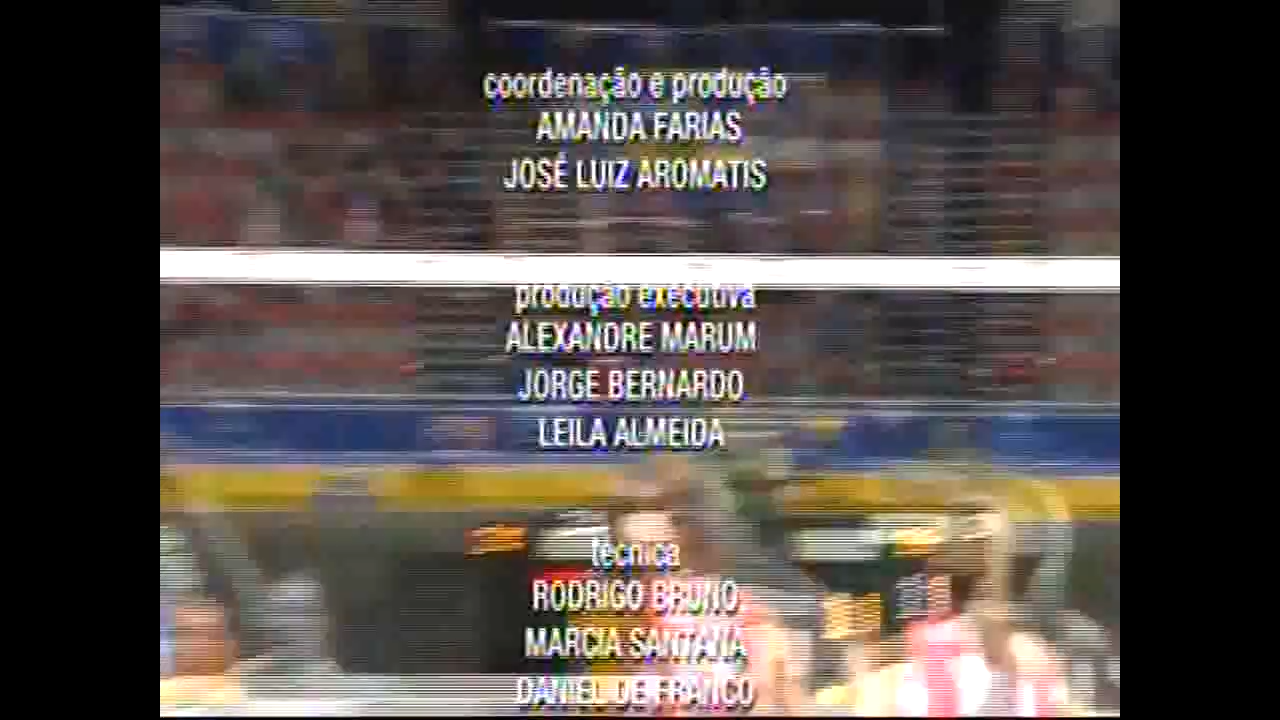 coordenação e produção
AMANDA FARIAS
JOSÉ LUIZ AROMATIS
produção executiva
ALEXANDRE MARUM
JORGE BERNARDO
LEILA ALMEIDA
técnica
RODRIGO BRUNO
MARCIA SANTANA
DANIEL DE FRANCO